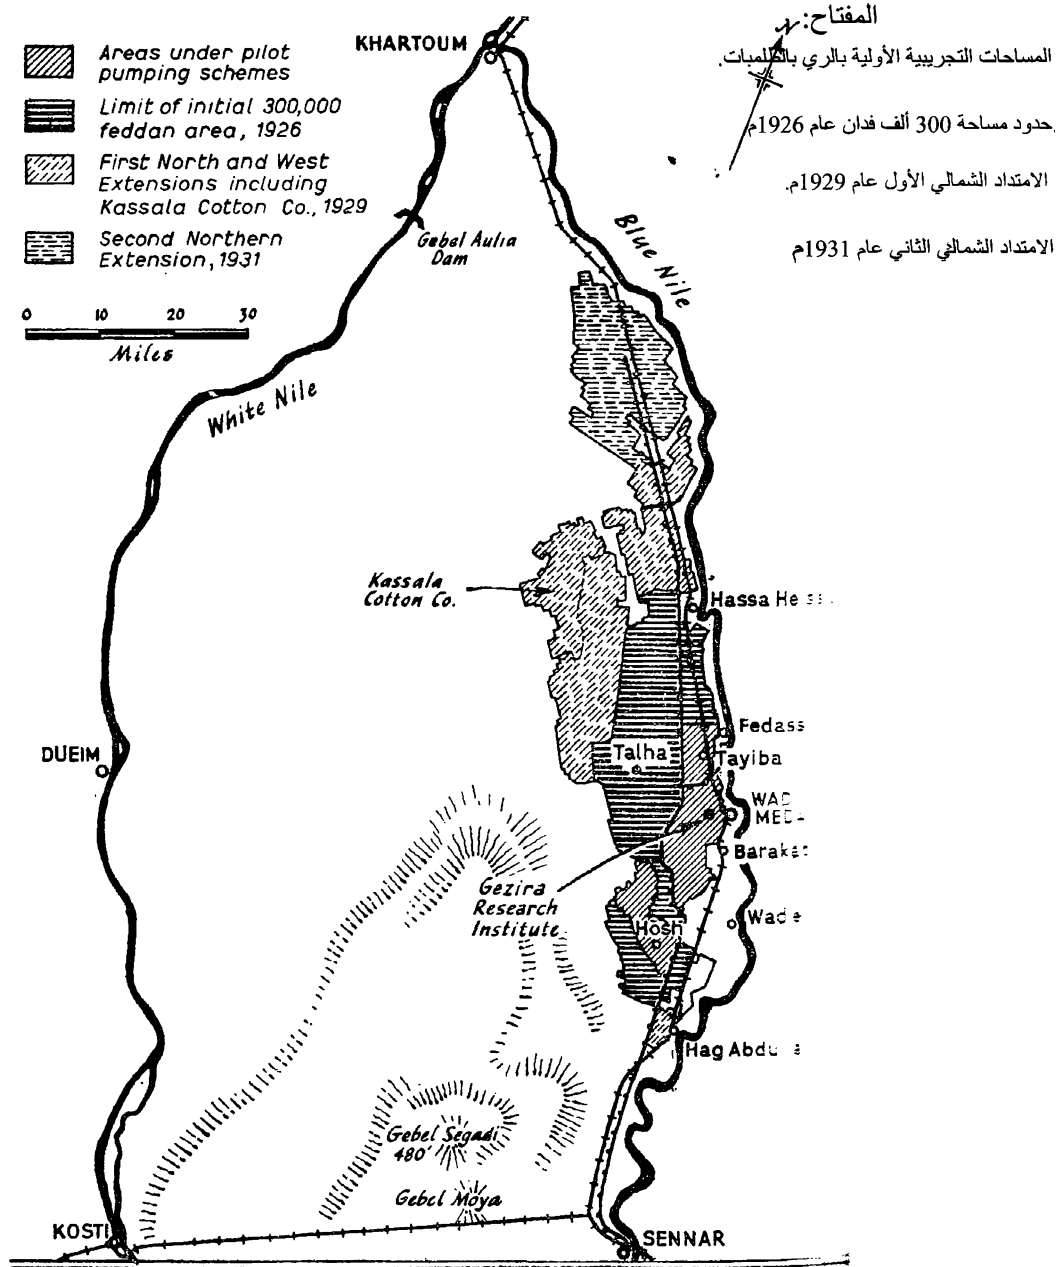 KHARTOUM
المفتاح:
Areas under pilot
pumping schemes
المساحات التجريبية الأولية بالري بالطلمبات.
Limit of initial 300,000
feddan area, 1926
حدود مساحة 300 ألف فدان عام 1926م.
First North and West
Extensions including
Kassala Cotton Co., 1929
الامتداد الشمالي الأول عام 1929م.
Second Northern
Extension, 1931
الامتداد الشمالي الثاني عام 1931م
Gebel Aulia
Dam
Blue Nile
0 10 20 30
Miles
White Nile
Kassala
Cotton Co.
Hassa
Fedass
DUEIM
Talha
Tayiba
WAD
Gezira
Research
Institute
Hosh
Hag
Gebel Segadi
480'
Gebel Moya
KOSTI
SENNAR